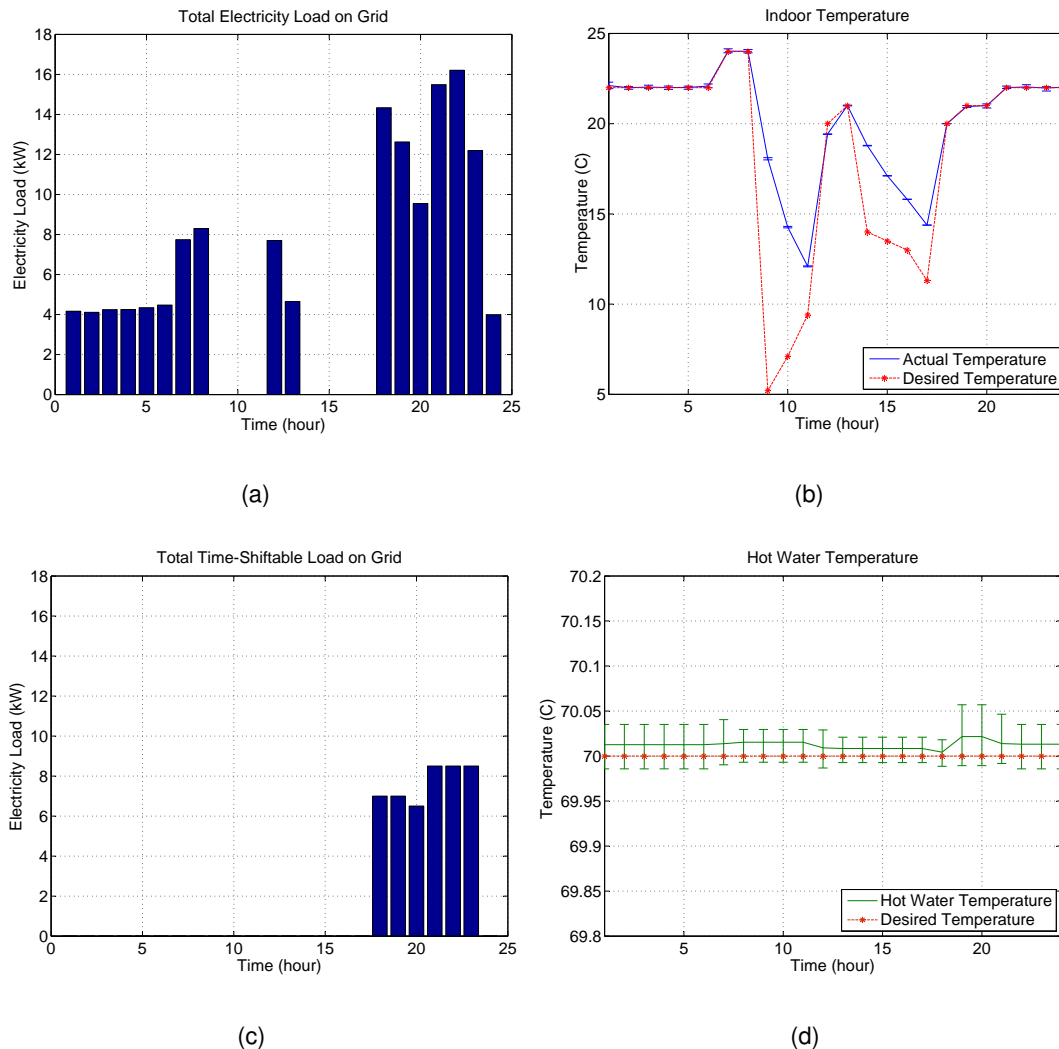 Total Electricity Load on Grid
18
16
14
12
10
8
6
4
2
0
Electricity Load (kW)
0 5 10 15 20 25
Time (hour)
(a)
Indoor Temperature
25
20
15
10
5
Temperature (C)
5 10 15 20
Time (hour)
Actual Temperature
Desired Temperature
(b)
Total Time-Shiftable Load on Grid
18
16
14
12
10
8
6
4
2
0
Electricity Load (kW)
0 5 10 15 20 25
Time (hour)
(c)
Hot Water Temperature
70.2
70.15
70.1
70.05
70
69.95
69.9
69.85
69.8
Temperature (C)
5 10 15 20
Time (hour)
Hot Water Temperature
Desired Temperature
(d)